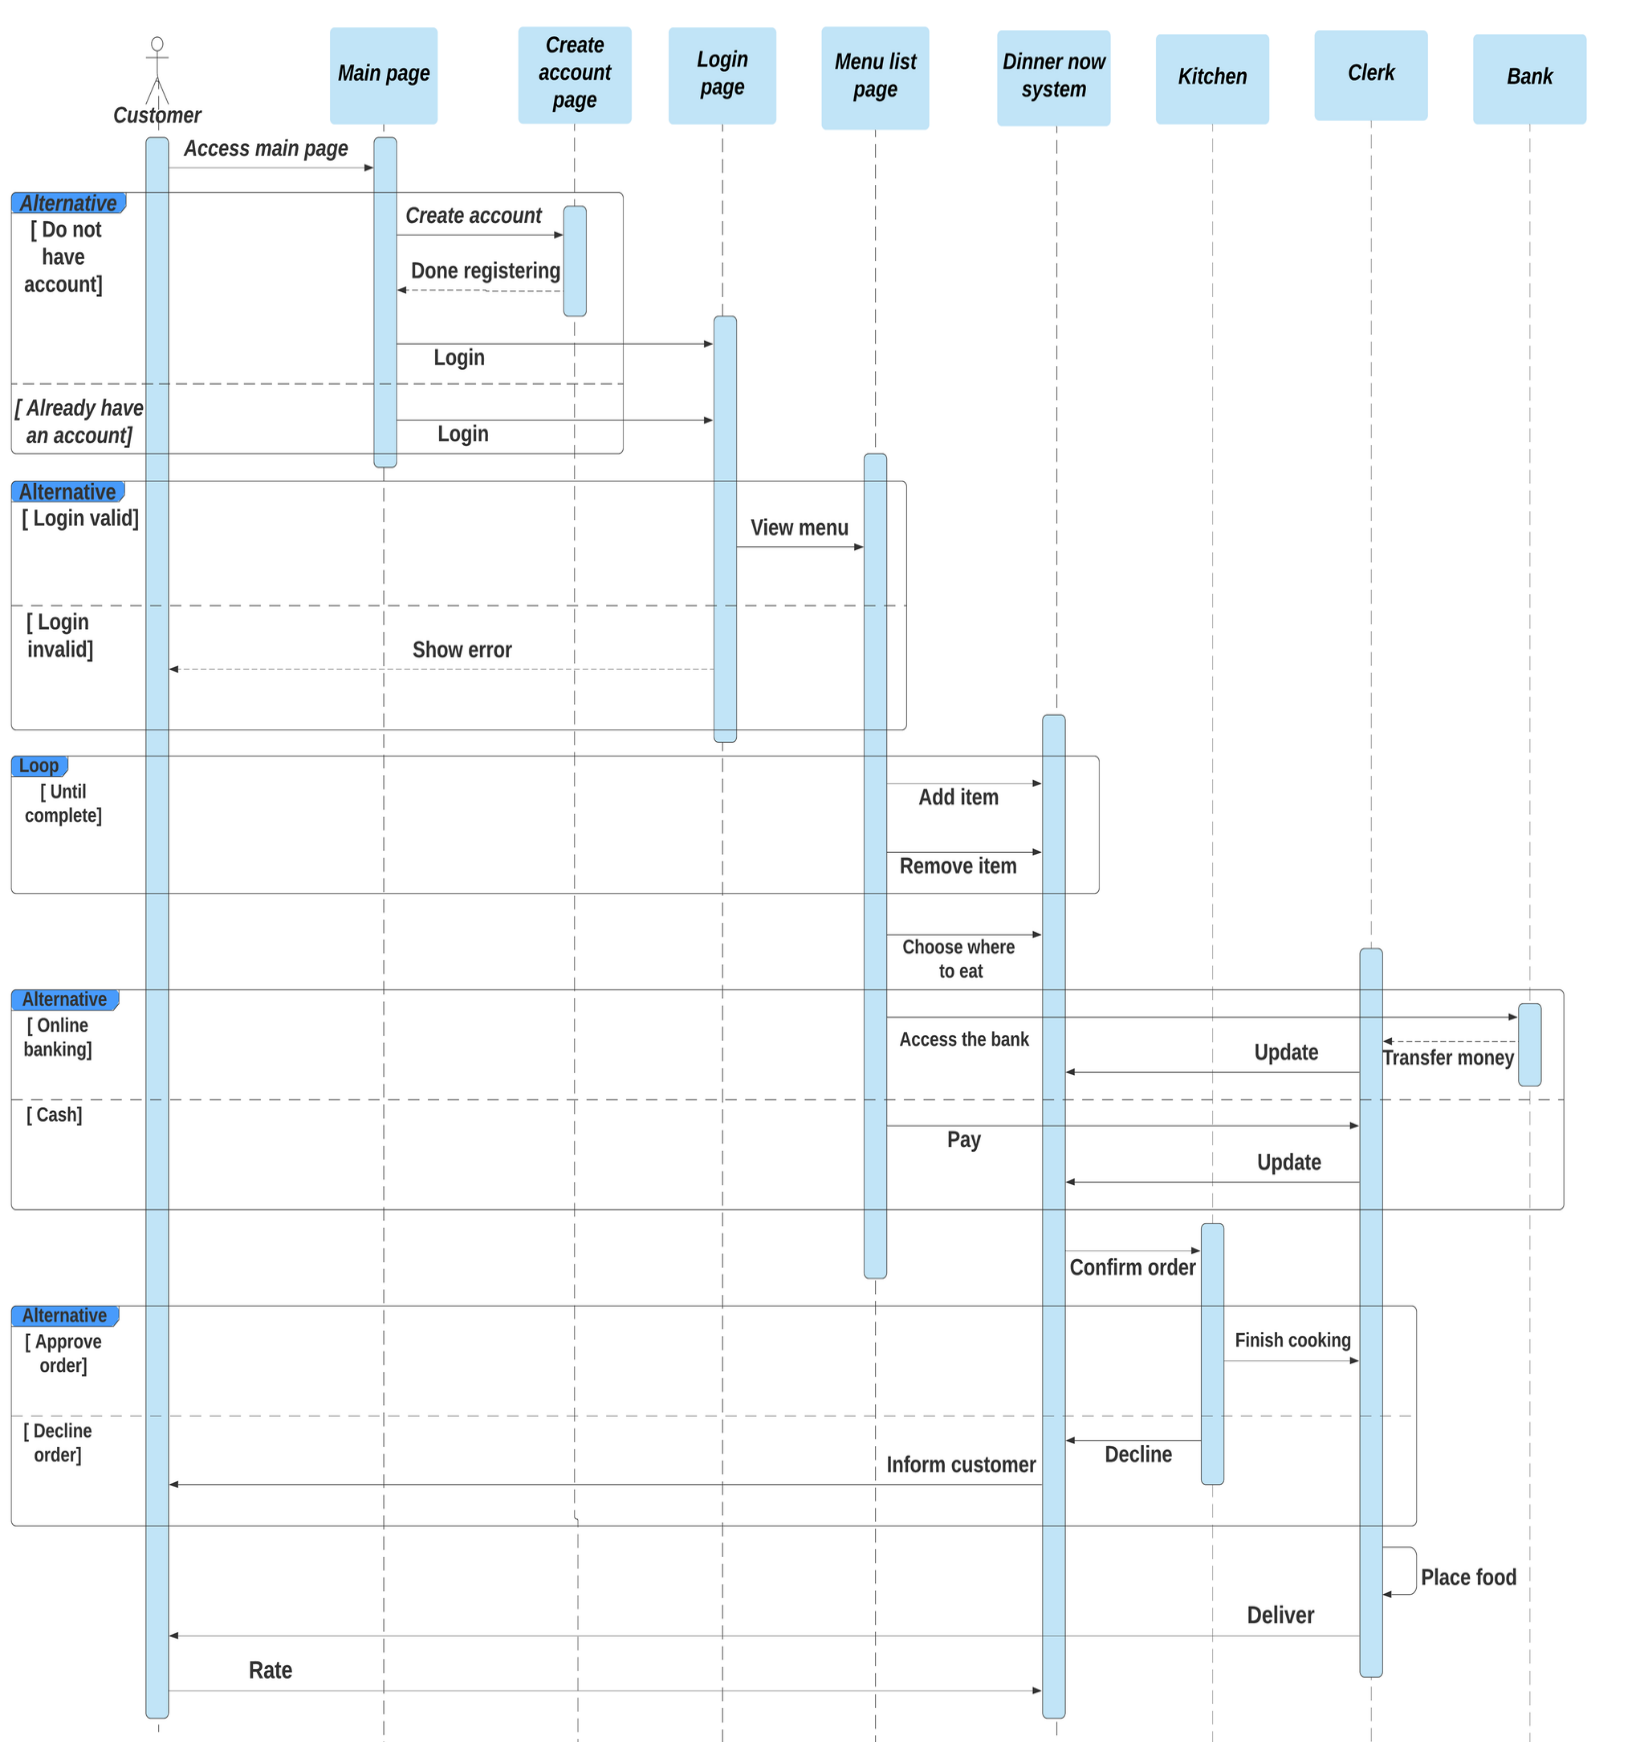 Customer
Main page
Create
account
page
Login
page
Menu list
page
Dinner now
system
Kitchen
Clerk
Bank
Access main page
Alternative
[ Do not
have
account]
Create account
Done registering
Login
[ Already have
an account]
Login
Alternative
[ Login valid]
View menu
[ Login
invalid]
Show error
Loop
[ Until
complete]
Add item
Remove item
Choose where
to eat
Alternative
[ Online
banking]
Access the bank
Transfer money
Update
[ Cash]
Pay
Update
Confirm order
Alternative
[ Approve
order]
Finish cooking
[ Decline
order]
Decline
Inform customer
Place food
Deliver
Rate